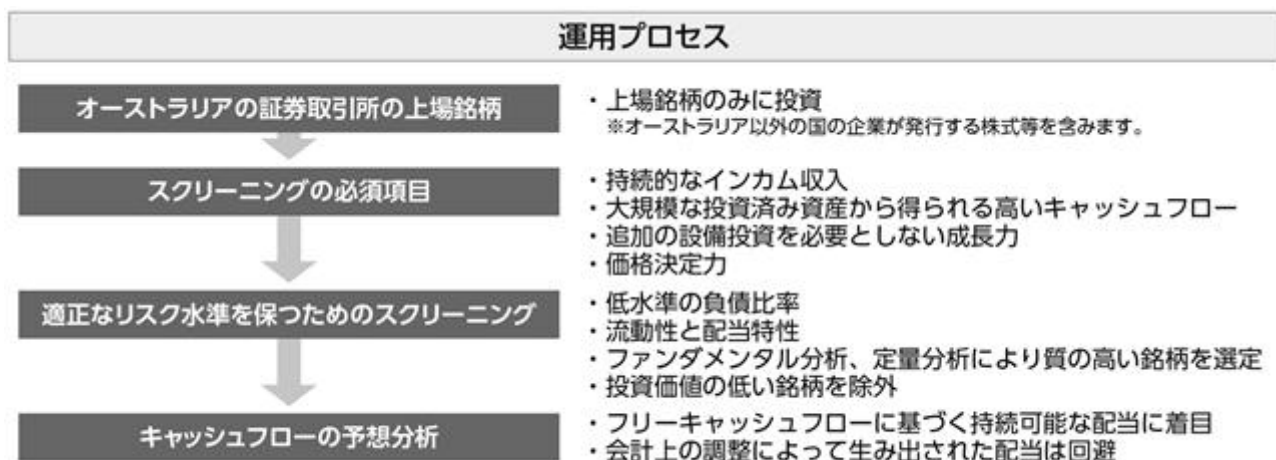 運用プロセス
オーストラリアの証券取引所の上場銘柄
・上場銘柄のみに投資
※オーストラリア以外の国の企業が発行する株式等を含みます。
スクリーニングの必須項目
・持続的なインカム収入
・大規模な投資済み資産から得られる高いキャッシュフロー
・追加の設備投資を必要としない成長力
・価格決定力
適正なリスク水準を保つためのスクリーニング
・低水準の負債比率
・流動性と配当特性
・ファンダメンタル分析、定量分析により質の高い銘柄を選定
・投資価値の低い銘柄を除外
キャッシュフローの予想分析
・フリーキャッシュフローに基づく持続可能な配当に着目
・会計上の調整によって生み出された配当は回避